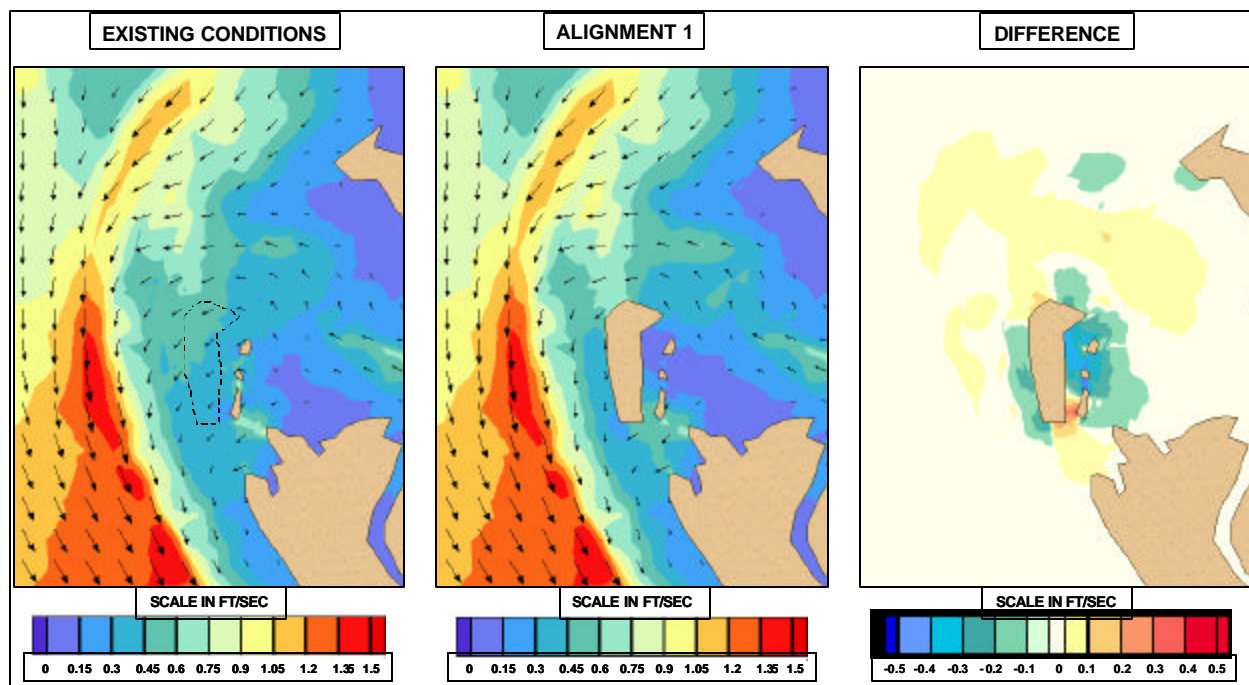 EXISTING CONDITIONS
ALIGNMENT 1
DIFFERENCE
SCALE IN FT/SEC
SCALE IN FT/SEC
SCALE IN FT/SEC
0 0.15 0.3 0.45 0.6 0.75 0.9 1.05 1.2 1.35 1.5
0 0.15 0.3 0.45 0.6 0.75 0.9 1.05 1.2 1.35 1.5
-0.5 -0.4 -0.3 -0.2 -0.1 0 0.1 0.2 0.3 0.4 0.5